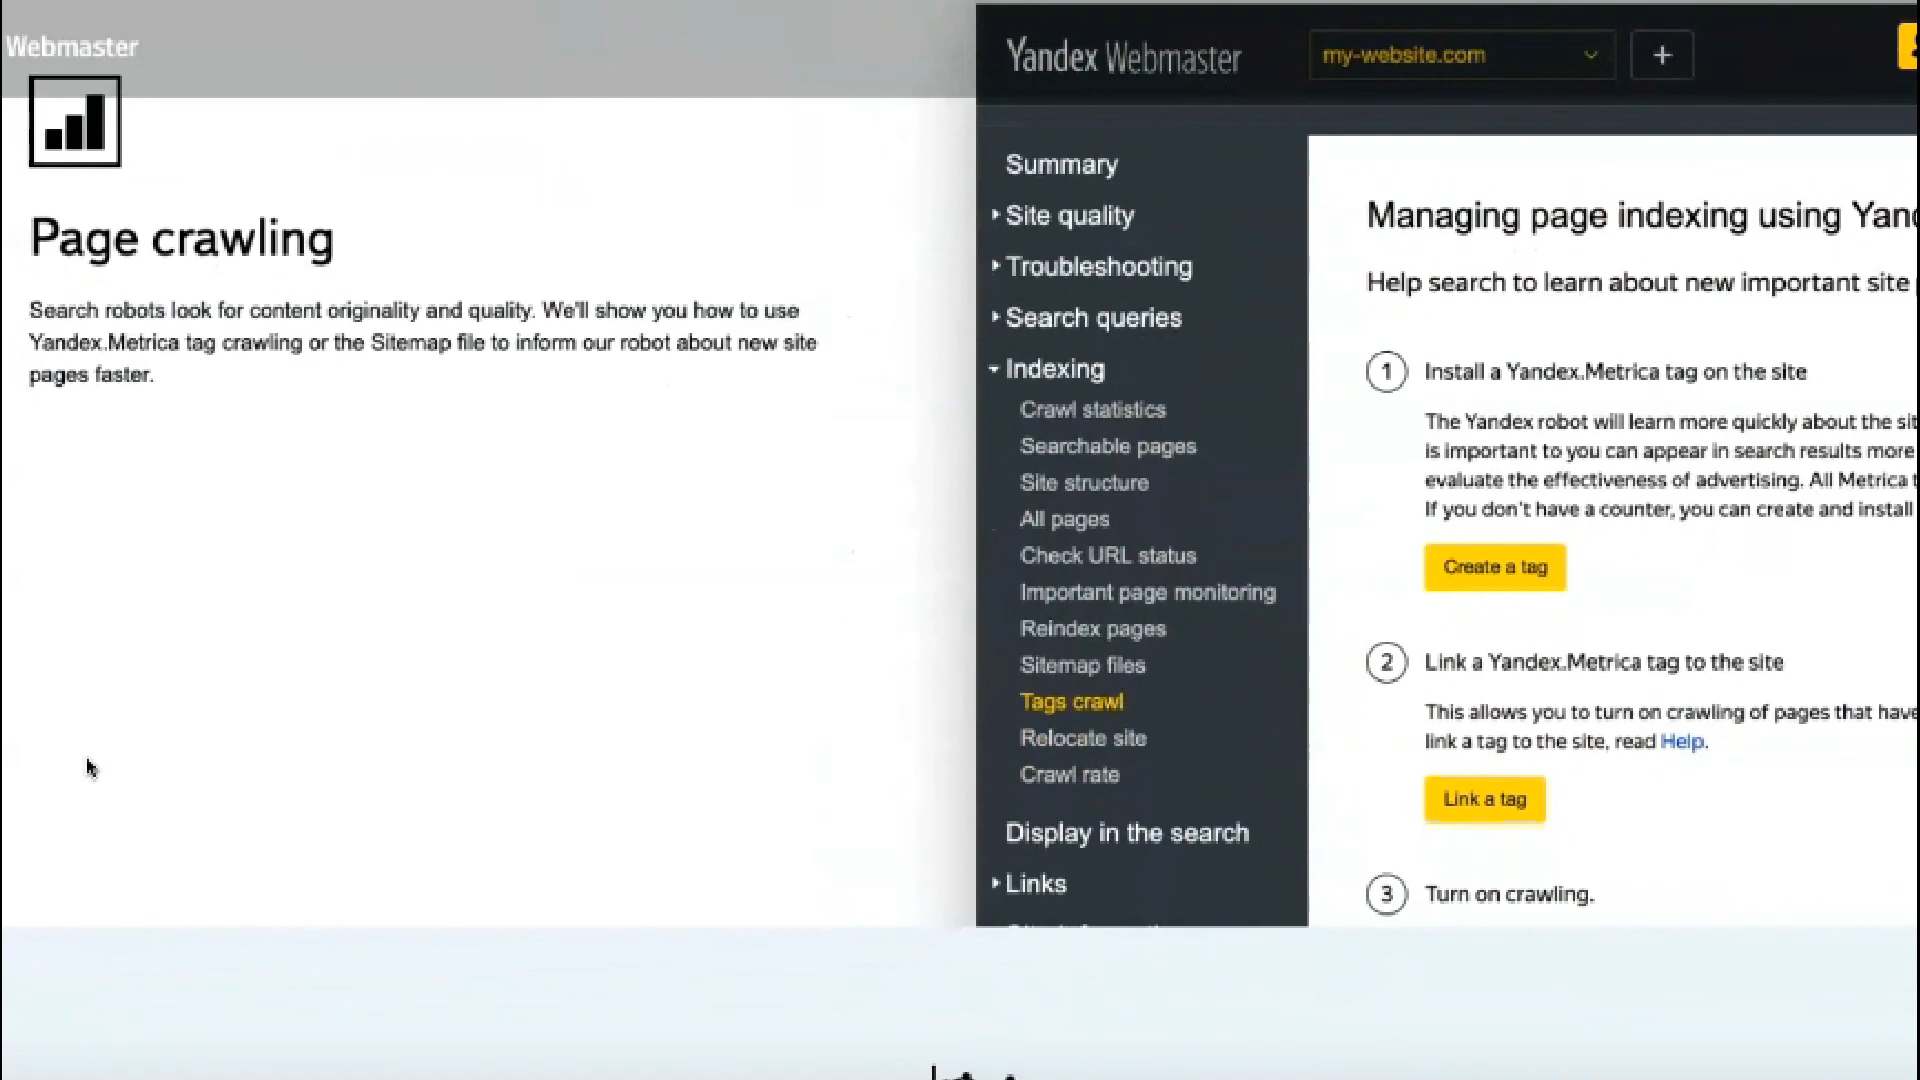 Webmaster
Page crawling
Search robots look for content originality and quality. We'll show you how to use
Yandex.Metrica tag crawling or the Sitemap file to inform our robot about new site
pages faster.
Yandex Webmaster
my-website.com
+
Summary
Site quality
Troubleshooting
Search queries
Indexing
Crawl statistics
Searchable pages
Site structure
All pages
Check URL status
Important page monitoring
Reindex pages
Sitemap files
Tags crawl
Relocate site
Crawl rate
Display in the search
Links
Managing page indexing using
Help search to learn about new important site
1 Install a Yandex.Metrica tag on the site
The Yandex robot will learn more quickly about the
is important to you can appear in search results more
evaluate the effectiveness of advertising. All Metrica
If you don't have a counter, you can create and install
Create a tag
2 Link a Yandex.Metrica tag to the site
This allows you to turn on crawling of pages that have
link a tag to the site, read Help.
Link a tag
3 Turn on crawling.